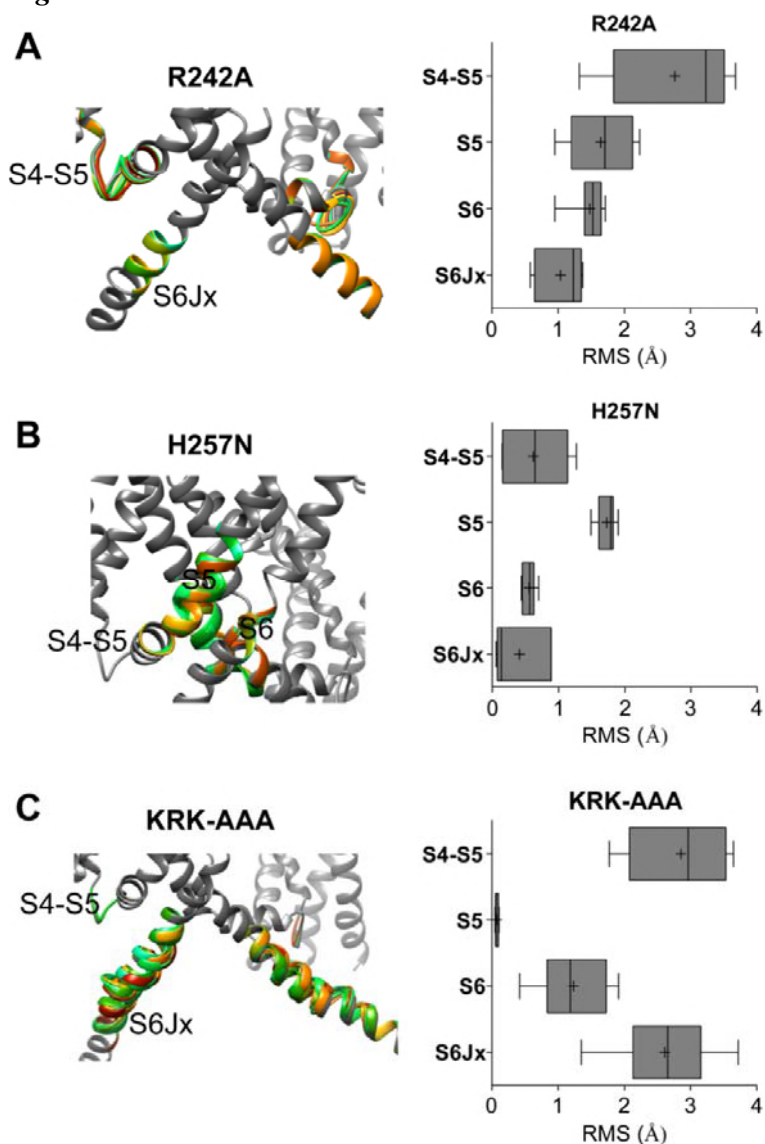 A
R242A
S4-S5
S6Jx
R242A
S4-S5
S5
S6
S6Jx
0 1 2 3 4
RMS (Å)
B
H257N
S5
S4-S5
S6
H257N
S4-S5
S5
S6
S6Jx
0 1 2 3 4
RMS (Å)
C
KRK-AAA
S4-S5
S6Jx
KRK-AAA
S4-S5
S5
S6
S6Jx
0 1 2 3 4
RMS (Å)